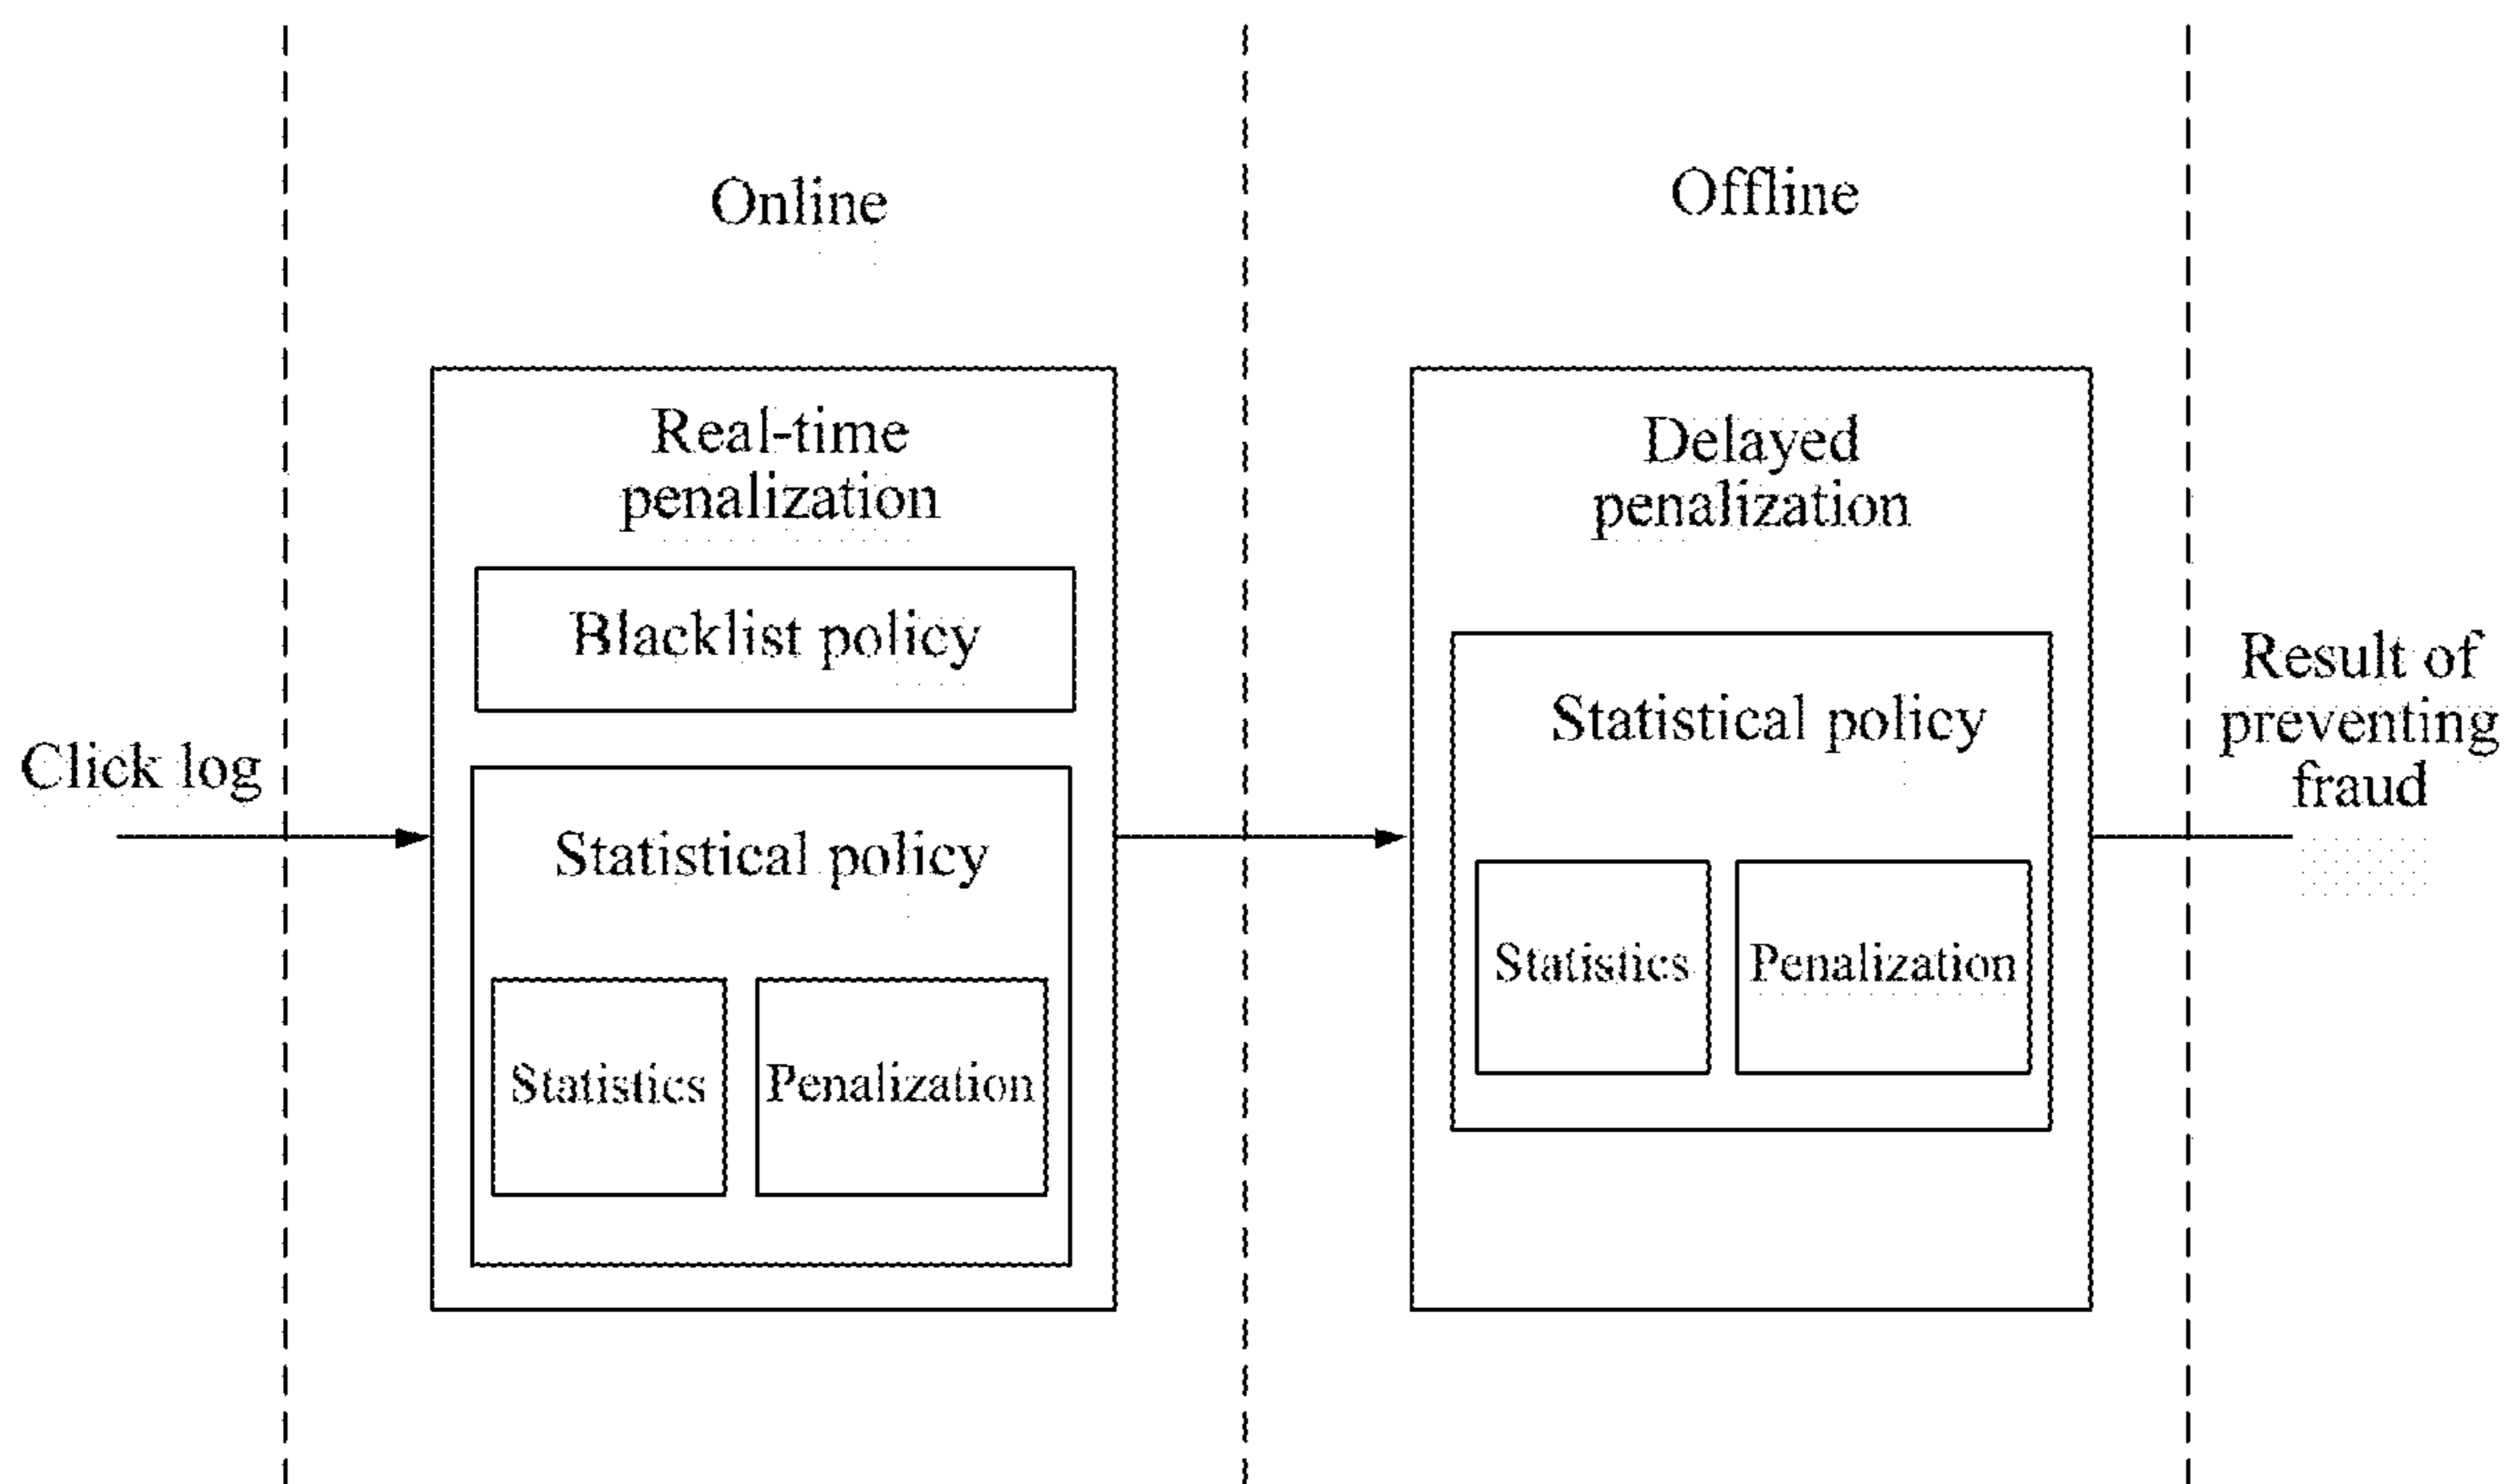 Online
Offline
Real-time
penalization
Blacklist policy
Statistical policy
Statistics
Penalization
Delayed
penalization
Statistical policy
Statistics
Penalization
Click log
Result of
preventing
fraud